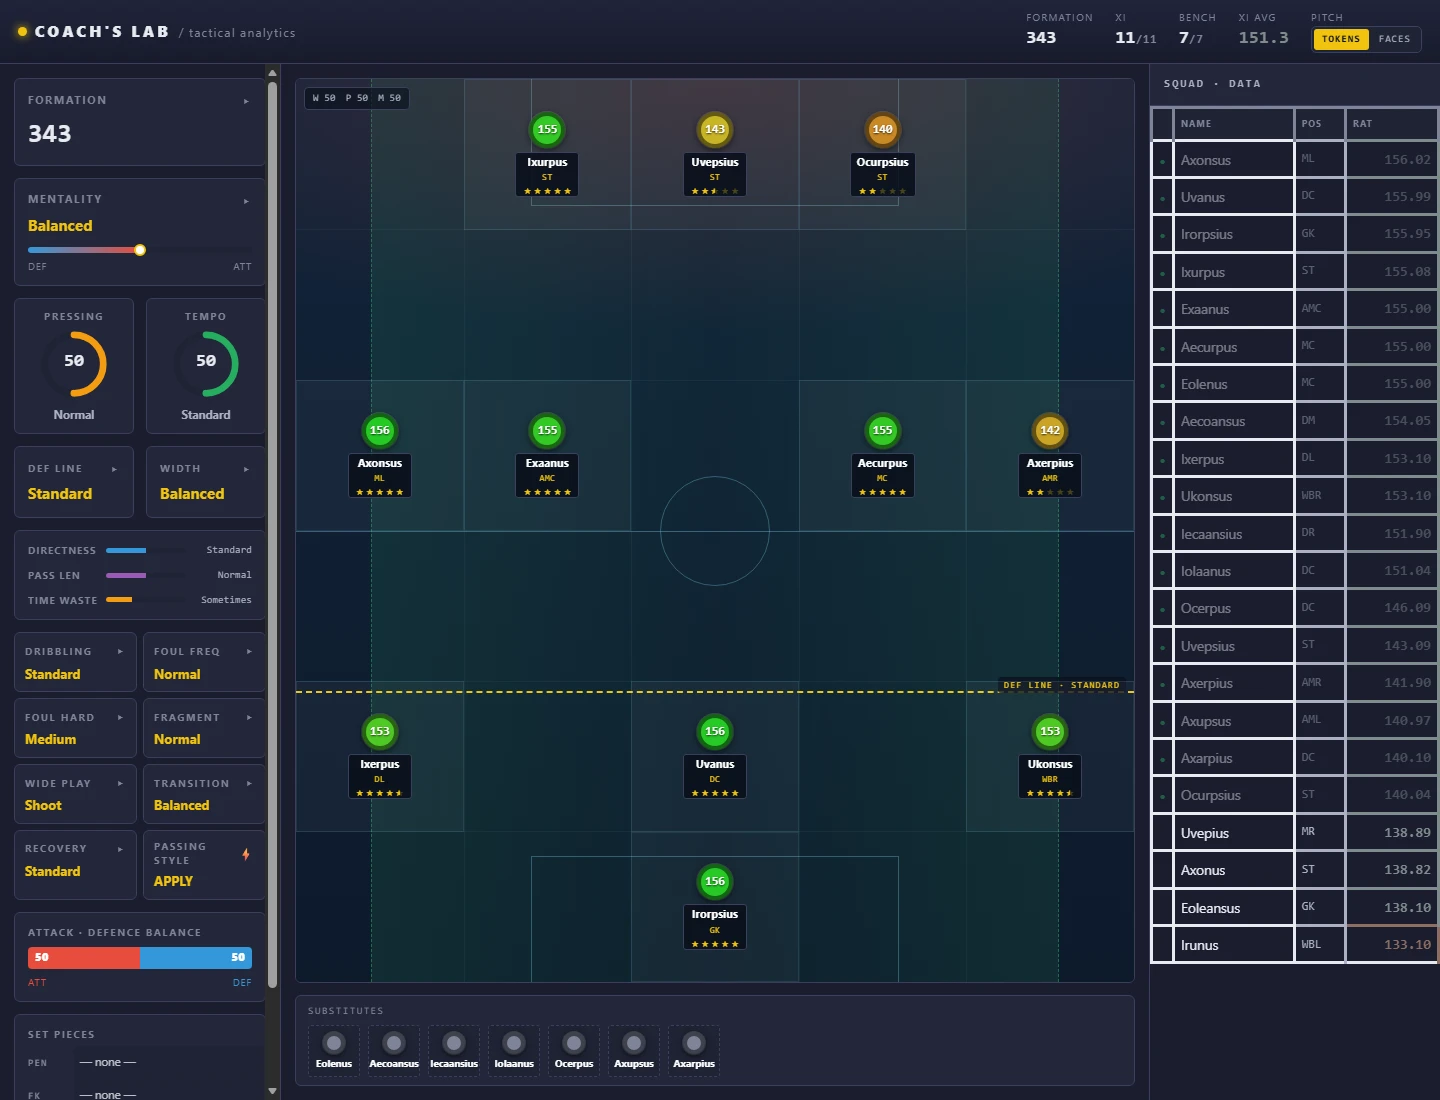 COACH'S LAB / tactical analytics
FORMATION XI BENCH XI AVG PITCH
343 11/11 7/7 151.3 TOKENS FACES
FORMATION
343
MENTALITY
Balanced
DEF ATT
PRESSING
50
Normal
TEMPO
50
Standard
DEF LINE
Standard
WIDTH
Balanced
DIRECTNESS Standard
PASS LEN Normal
TIME WASTE Sometimes
DRIBBLING
Standard
FOUL FREQ
Normal
FOUL HARD
Medium
FRAGMENT
Normal
WIDE PLAY
Shoot
TRANSITION
Balanced
RECOVERY
Standard
PASSING
STYLE
APPLY
ATTACK · DEFENCE BALANCE
50 50
ATT DEF
SET PIECES
PEN — none —
FK — none —
W 50 P 50 M 50
155
Ixurpus
ST
143
Uvepsius
ST
140
Ocurpsius
ST
156
Axonsus
ML
155
Exaanus
AMC
155
Aecurpus
MC
142
Axerpius
AMR
DEF LINE · STANDARD
153
Ixerpus
DL
156
Uvanus
DC
153
Ukonsus
WBR
156
Irorpsius
GK
SUBSTITUTES
Eolenus Aecoansus Iecaansius Iolaanus Ocerpus Axupsus Axarpius
SQUAD · DATA
NAME POS RAT
Axonsus ML 156.02
Uvanus DC 155.99
Irorpsius GK 155.95
Ixurpus ST 155.08
Exaanus AMC 155.00
Aecurpus MC 155.00
Eolenus MC 155.00
Aecoansus DM 154.05
Ixerpus DL 153.10
Ukonsus WBR 153.10
Iecaansius DR 151.90
Iolaanus DC 151.04
Ocerpus DC 146.09
Uvepsius ST 143.09
Axerpius AMR 141.90
Axupsus AML 140.97
Axarpius DC 140.10
Ocurpsius ST 140.04
Uvepius MR 138.89
Axonus ST 138.82
Eoleansus GK 138.10
Irunus WBL 133.10